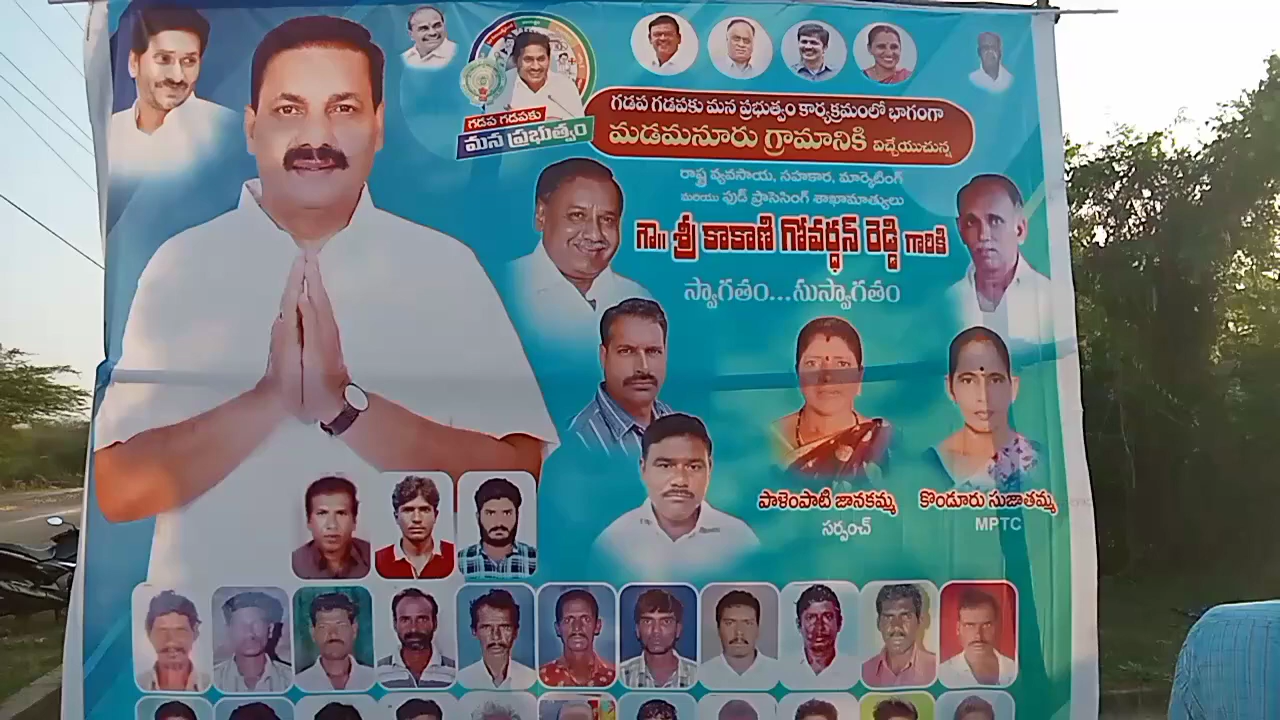 గడప గడపకు
మన ప్రభుత్వం
గడప గడపకు మన ప్రభుత్వం కార్యక్రమంలో భాగంగా
మడమనూరు గ్రామానికి విచ్చేయుచున్న
రాష్ట్ర వ్యవసాయ, సహకార, మార్కెటింగ్
మరియు ఫుడ్ ప్రాసెసింగ్ శాఖామాత్యులు
గౌ॥ శ్రీ కాకాణి గోవర్ధన్ రెడ్డి గారికి
స్వాగతం...సుస్వాగతం
పాళెంపాటి జానకమ్మ
సర్పంచ్
కొండూరు సుజాతమ్మ
MPTC